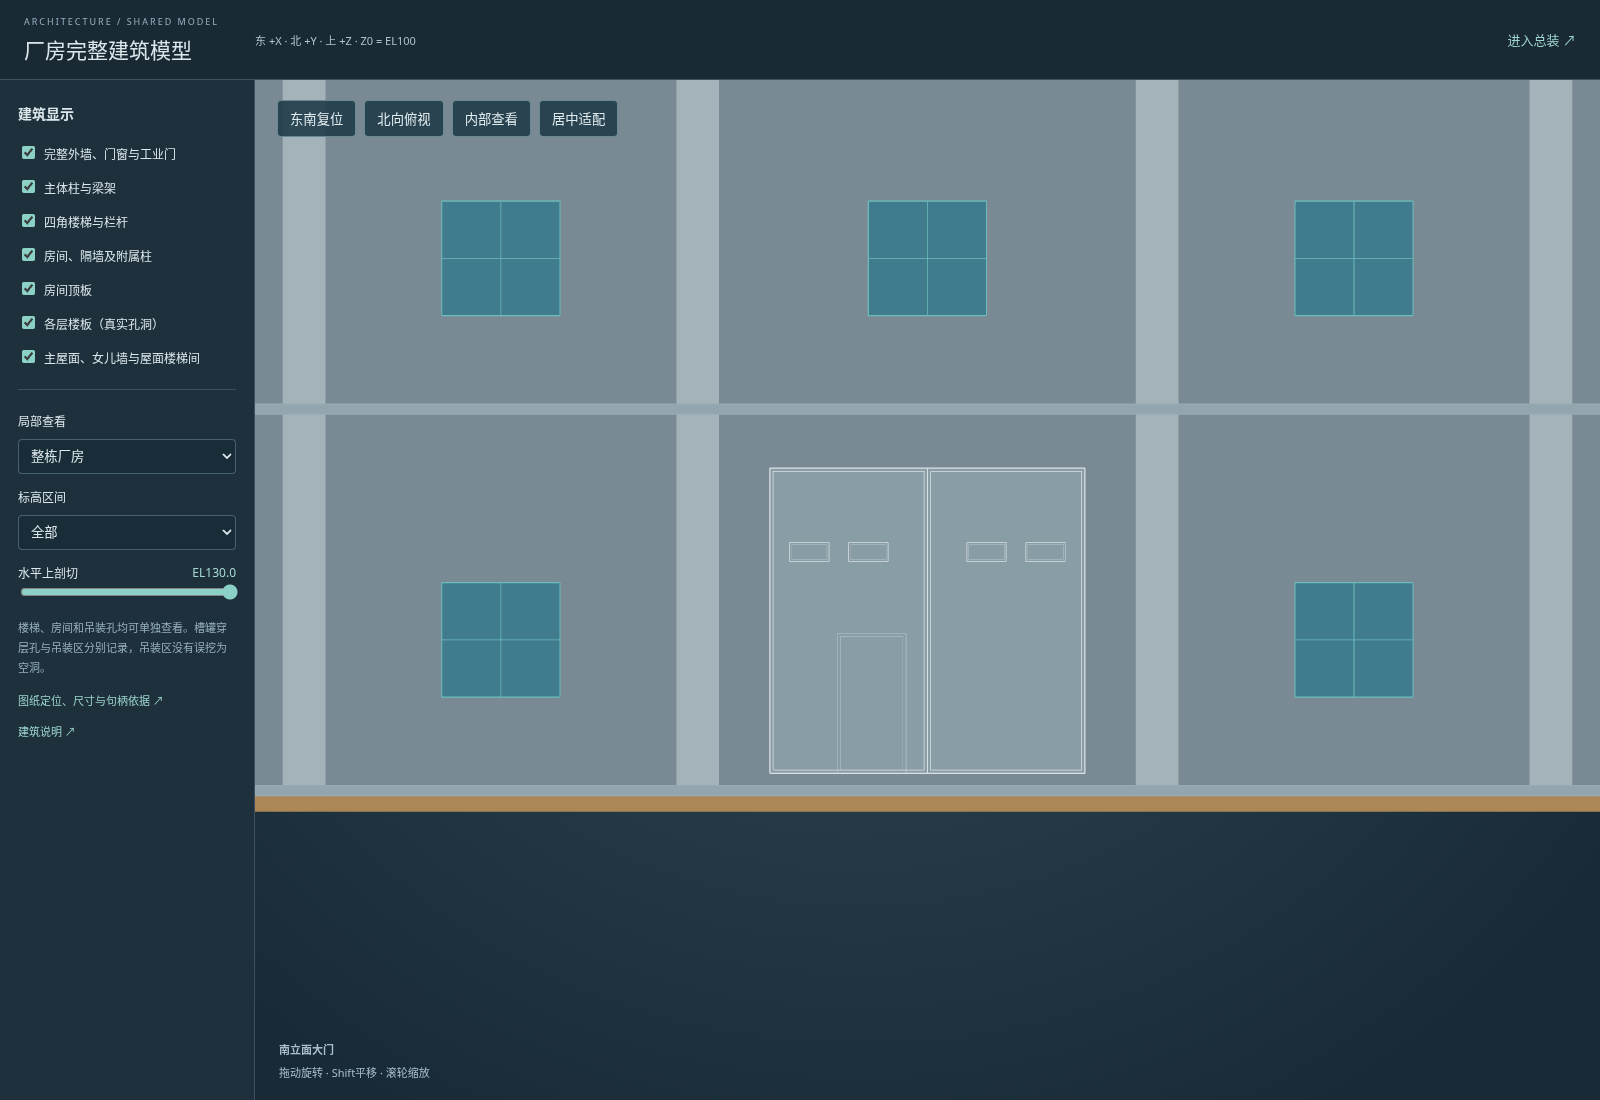 ARCHITECTURE / SHARED MODEL
厂房完整建筑模型
东 +X · 北 +Y · 上 +Z · Z0 = EL100
进入总装 ↗
建筑显示
完整外墙、门窗与工业门
主体柱与梁架
四角楼梯与栏杆
房间、隔墙及附属柱
房间顶板
各层楼板（真实孔洞）
主屋面、女儿墙与屋面楼梯间
局部查看
整栋厂房
标高区间
全部
水平上剖切 EL130.0
楼梯、房间和吊装孔均可单独查看。槽罐穿
层孔与吊装区分别记录，吊装区没有误挖为
空洞。
图纸定位、尺寸与句柄依据 ↗
建筑说明 ↗
东南复位 北向俯视 内部查看 居中适配
南立面大门
拖动旋转 · Shift平移 · 滚轮缩放